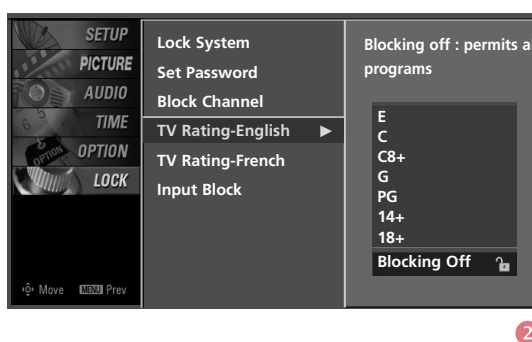 SETUP
PICTURE
AUDIO
TIME
OPTION
LOCK
Move MENU Prev
Lock System
Set Password
Block Channel
TV Rating-English ▶
TV Rating-French
Input Block
Blocking off : permits a
programs
E
C
C8+
G
PG
14+
18+
Blocking Off
2